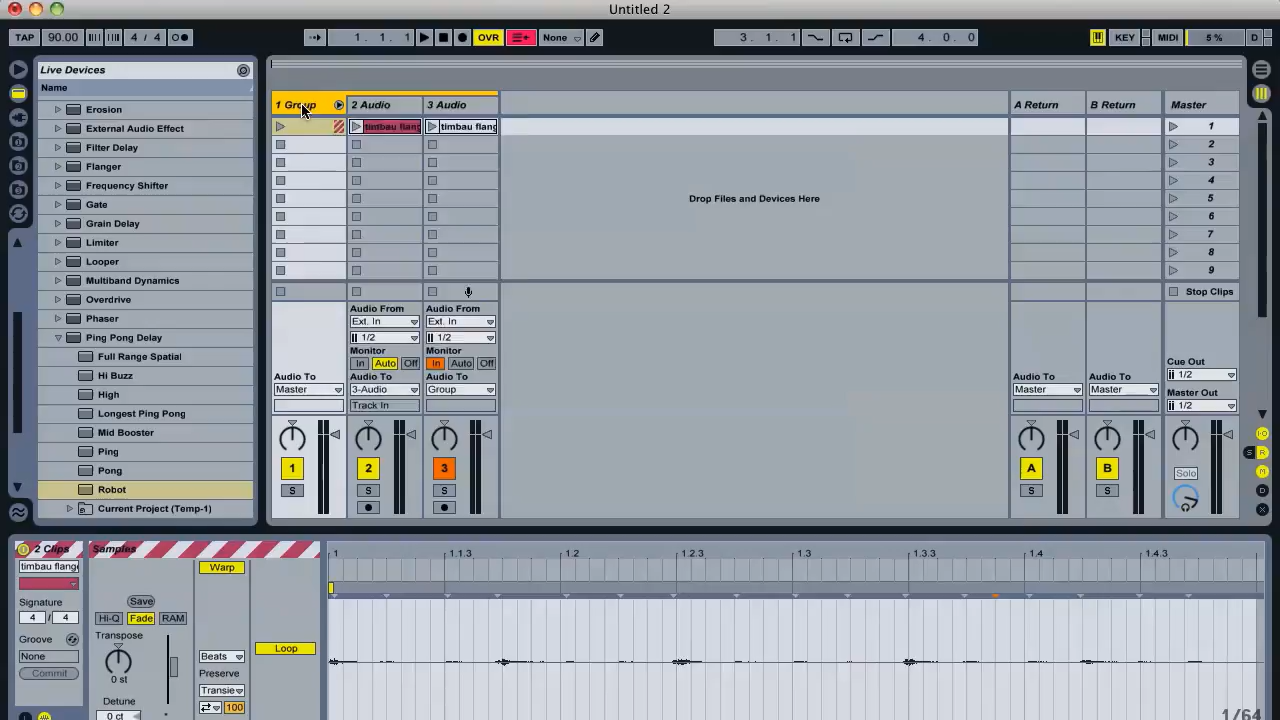 Untitled 2
TAP 90.00 4 / 4 1. 1. 1 OVR None 3. 1. 1 4. 0. 0 KEY MIDI 5 % D
Live Devices
Name
Erosion
External Audio Effect
Filter Delay
Flanger
Frequency Shifter
Gate
Grain Delay
Limiter
Looper
Multiband Dynamics
Overdrive
Phaser
Ping Pong Delay
Full Range Spatial
Hi Buzz
High
Longest Ping Pong
Mid Booster
Ping
Pong
Robot
Current Project (Temp-1)
1 Group 2 Audio 3 Audio A Return B Return Master
timbau flang timbau flang 1
2
3
4
Drop Files and Devices Here 5
6
7
8
9
Stop Clips
Audio From Audio From
Ext. In Ext. In
1/2 1/2
Monitor Monitor
In Auto Off In Auto Off
Cue Out
1/2
Audio To Audio To Audio To Audio To Audio To
Master 3-Audio Group Master Master
Master Out
Track In 1/2
1 2 3 A B Solo
S S S S S
2 Clips Samples
timbau flang
Signature
4 / 4
Groove
None
Commit
Save
Hi-Q Fade RAM
Transpose
0 st
Detune
0 ct
Warp
Beats
Preserve
Transie
100
Loop
1 1.1.3 1.2 1.2.3 1.3 1.3.3 1.4 1.4.3
1/64